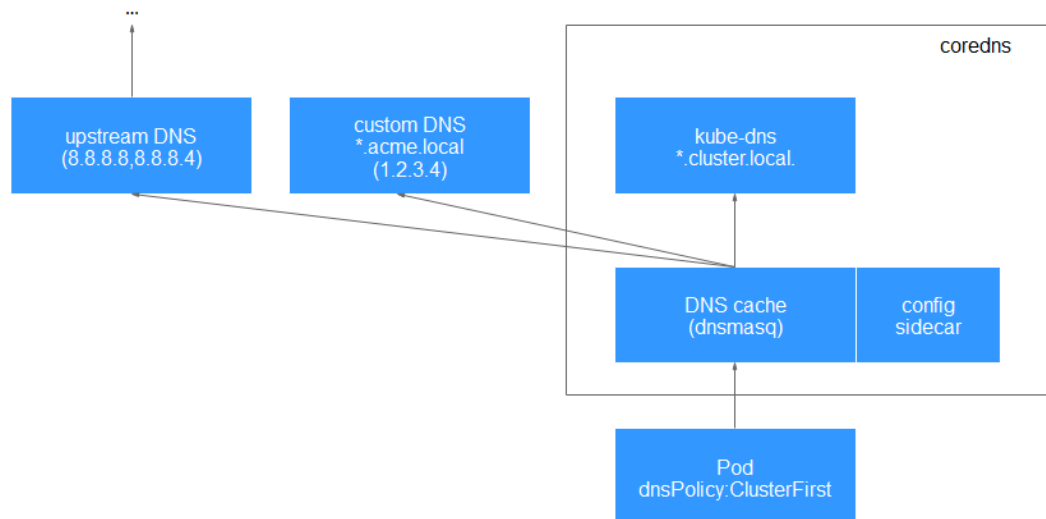 ...
coredns
upstream DNS
(8.8.8.8,8.8.8.4)
custom DNS
*.acme.local
(1.2.3.4)
kube-dns
*.cluster.local.
DNS cache
(dnsmasq)
config
sidecar
Pod
dnsPolicy:ClusterFirst